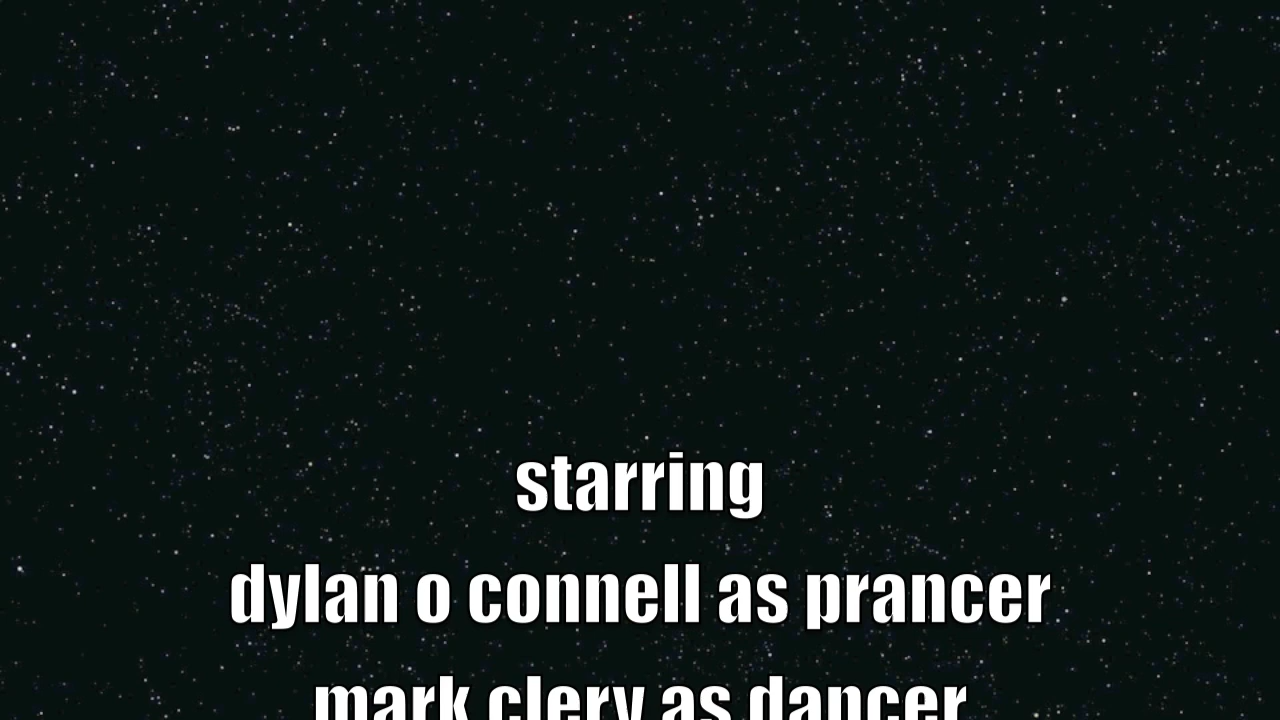 starring
dylan o connell as prancer
mark clery as dancer